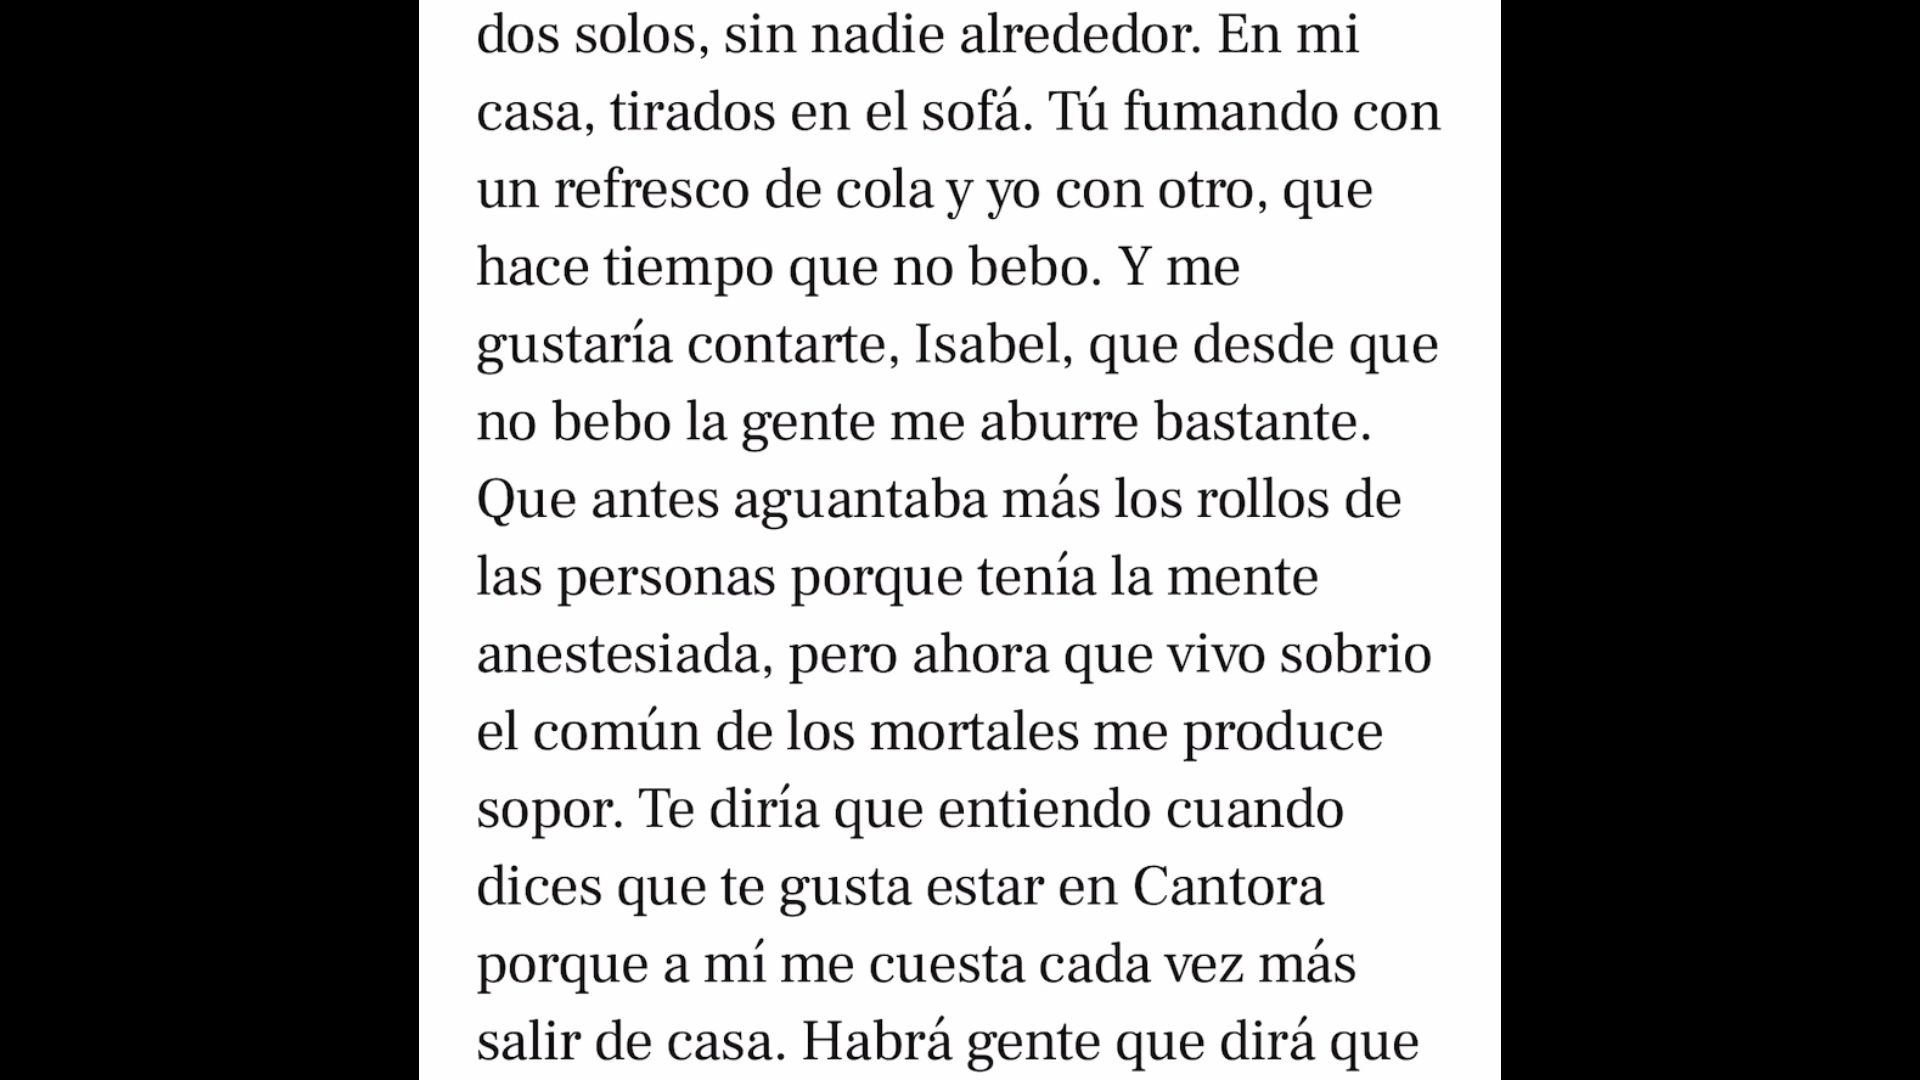 dos solos, sin nadie alrededor. En mi
casa, tirados en el sofá. Tú fumando con
un refresco de cola y yo con otro, que
hace tiempo que no bebo. Y me
gustaría contarte, Isabel, que desde que
no bebo la gente me aburre bastante.
Que antes aguantaba más los rollos de
las personas porque tenía la mente
anestesiada, pero ahora que vivo sobrio
el común de los mortales me produce
sopor. Te diría que entiendo cuando
dices que te gusta estar en Cantora
porque a mí me cuesta cada vez más
salir de casa. Habrá gente que dirá que